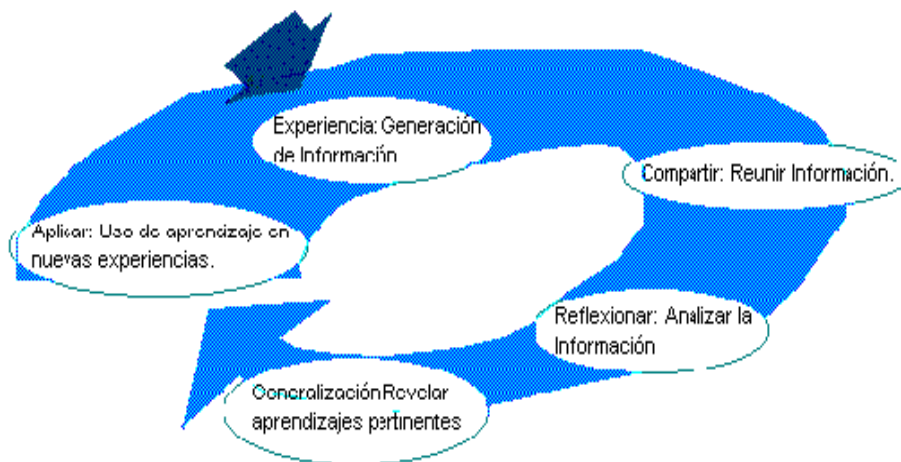 Experiencia: Generación
de Información
Compartir: Reunir Información.
Aplicar: Uso de aprendizaje en
nuevas experiencias.
Reflexionar: Analizar la
Información
Generalización Revelar
aprendizajes pertinentes